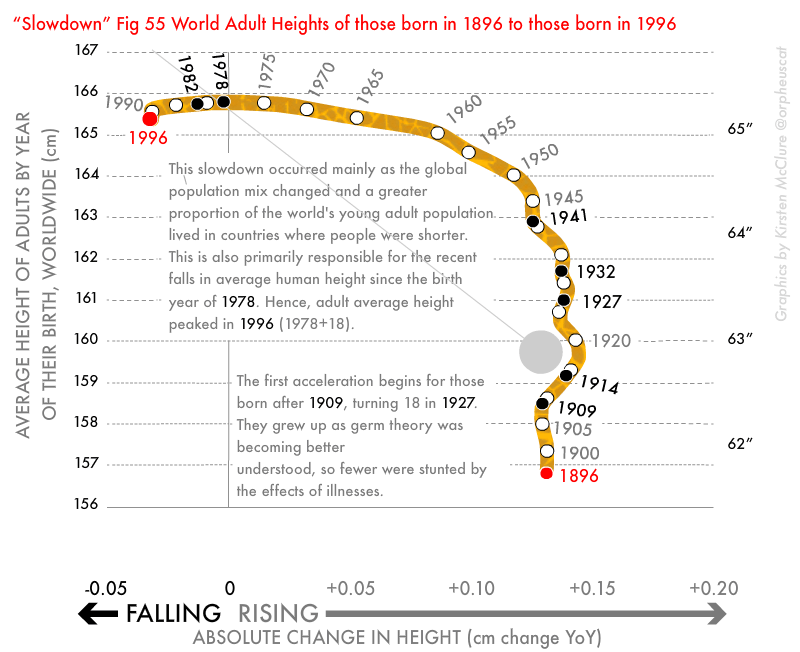 “Slowdown” Fig 55 World Adult Heights of those born in 1896 to those born in 1996
Graphics by Kirsten McClure @orpheuscat
AVERAGE HEIGHT OF ADULTS BY YEAR
OF THEIR BIRTH, WORLDWIDE (cm)
167
166
165
164
163
162
161
160
159
158
157
156
65”
64”
63”
62”
1990
1996
1982
1978
1975
1970
1965
1960
1955
1950
1945
1941
1932
1927
1920
1914
1909
1905
1900
1896
This slowdown occurred mainly as the global
population mix changed and a greater
proportion of the world's young adult population
lived in countries where people were shorter.
This is also primarily responsible for the recent
falls in average human height since the birth
year of 1978. Hence, adult average height
peaked in 1996 (1978+18).
The first acceleration begins for those
born after 1909, turning 18 in 1927.
They grew up as germ theory was
becoming better
understood, so fewer were stunted by
the effects of illnesses.
-0.05 0 +0.05 +0.10 +0.15 +0.20
FALLING RISING
ABSOLUTE CHANGE IN HEIGHT (cm change YoY)